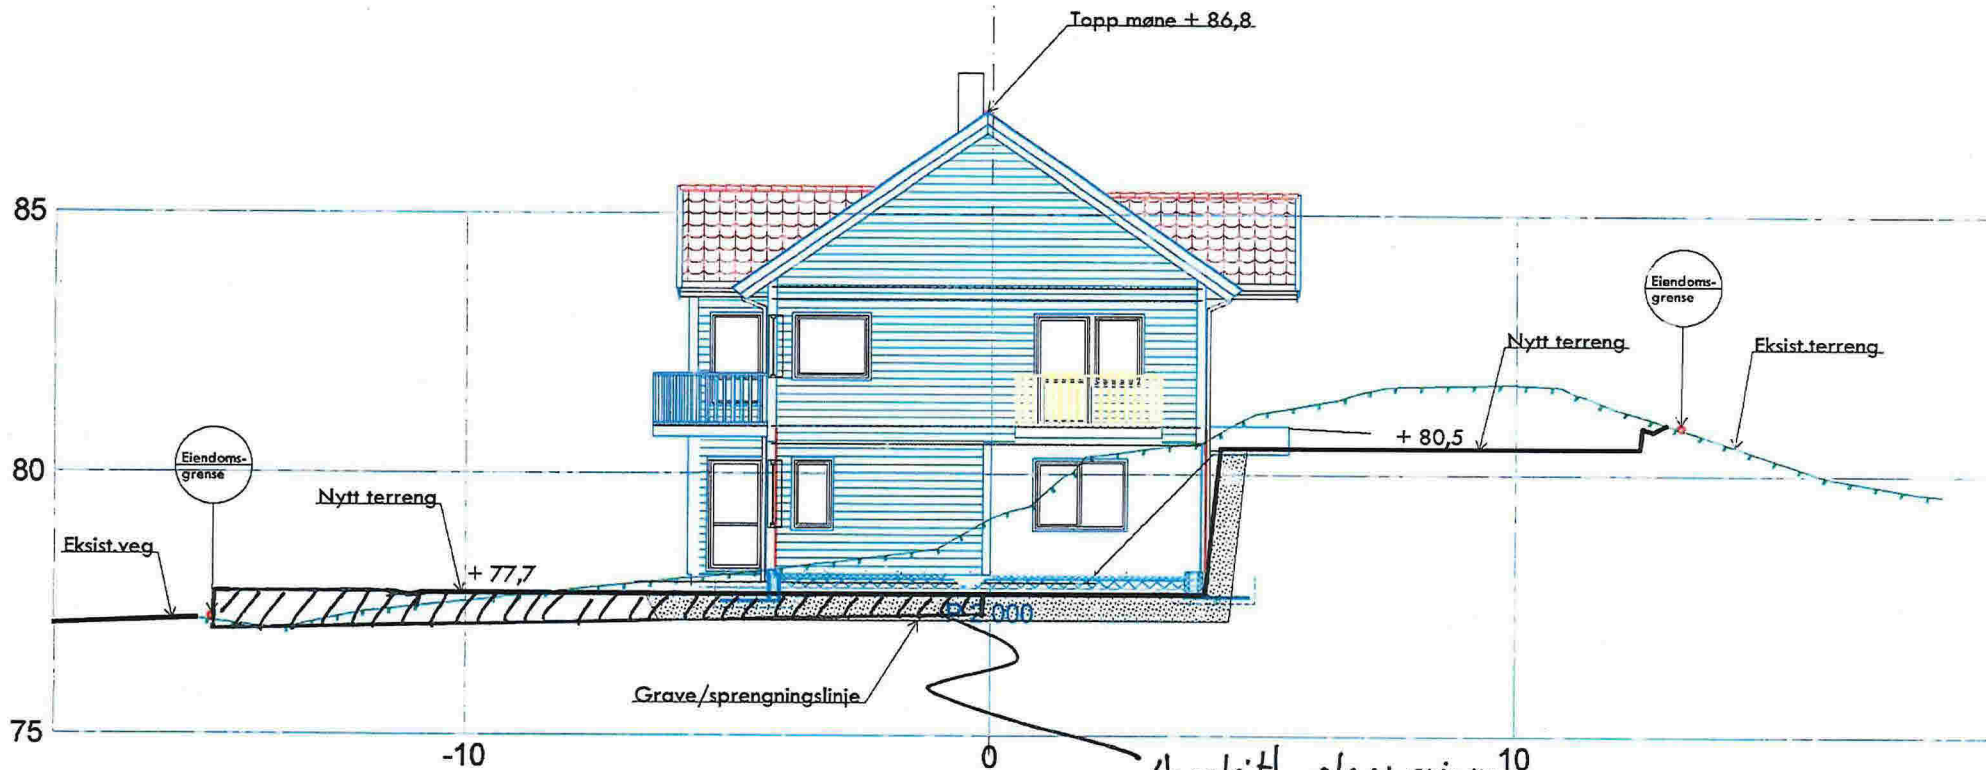 Topp møne + 86,8
85
Eiendoms-
grense
Nytt terreng
Eksist.terreng
+ 80,5
80
Eiendoms-
grense
Nytt terreng
Eksist.veg
+ 77,7
000
Grave/sprengningslinje
75
-10
0
10